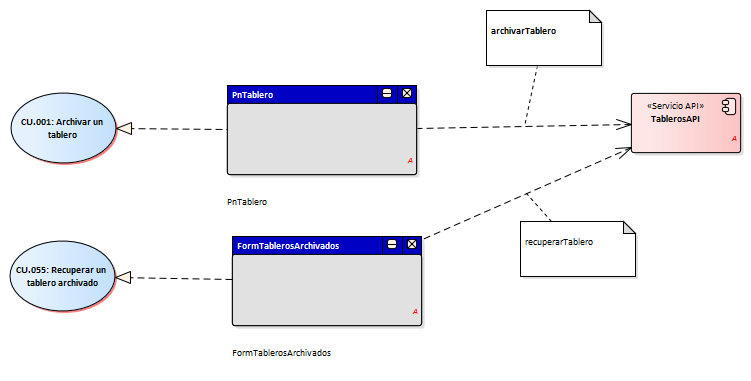 archivarTablero
CU.001: Archivar un
tablero
PnTablero
A
«Servicio API»
TablerosAPI
A
PnTablero
CU.055: Recuperar un
tablero archivado
FormTablerosArchivados
A
recuperarTablero
FormTablerosArchivados